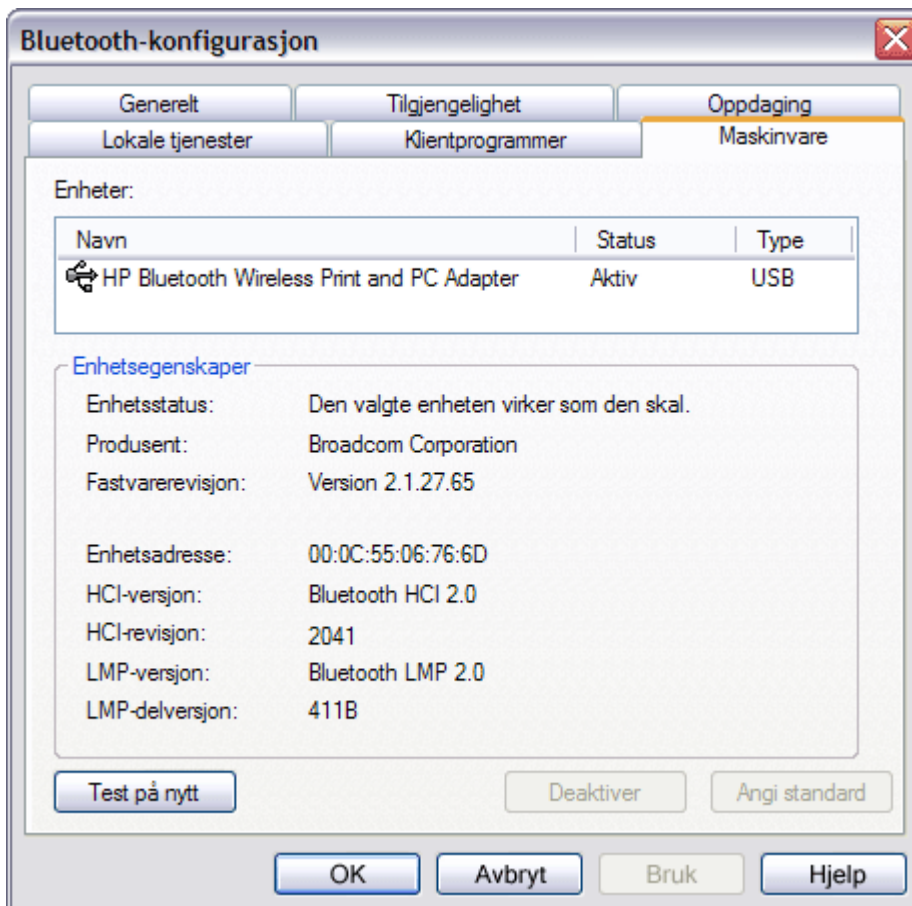 Bluetooth-konfigurasjon
Generelt Tilgjengelighet Oppdaging
Lokale tjenester Klientprogrammer Maskinvare
Enheter:
Navn Status Type
HP Bluetooth Wireless Print and PC Adapter Aktiv USB
Enhetsegenskaper
Enhetsstatus: Den valgte enheten virker som den skal.
Produsent: Broadcom Corporation
Fastvarerevisjon: Version 2.1.27.65
Enhetsadresse: 00:0C:55:06:76:6D
HCI-versjon: Bluetooth HCI 2.0
HCI-revisjon: 2041
LMP-versjon: Bluetooth LMP 2.0
LMP-delversjon: 411B
Test på nytt Deaktiver Angi standard
OK Avbryt Bruk Hjelp